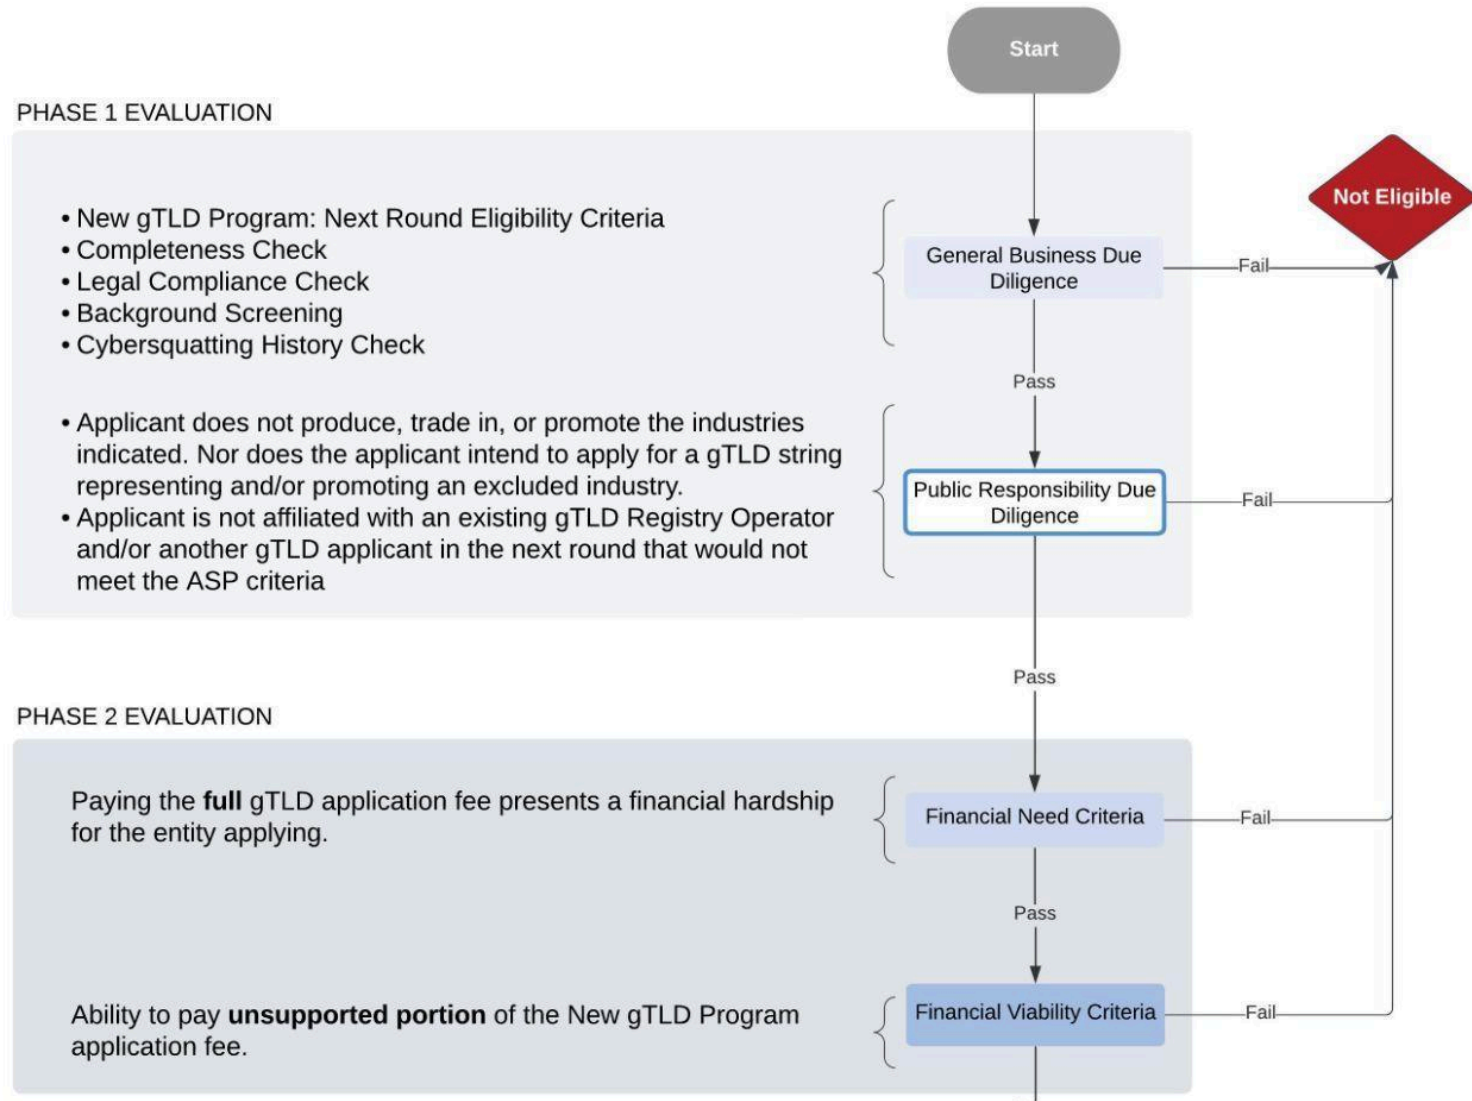 Start
PHASE 1 EVALUATION
Not Eligible
• New gTLD Program: Next Round Eligibility Criteria
• Completeness Check
• Legal Compliance Check
• Background Screening
• Cybersquatting History Check
General Business Due
Diligence
Fail
Pass
• Applicant does not produce, trade in, or promote the industries
indicated. Nor does the applicant intend to apply for a gTLD string
representing and/or promoting an excluded industry.
• Applicant is not affiliated with an existing gTLD Registry Operator
and/or another gTLD applicant in the next round that would not
meet the ASP criteria
Public Responsibility Due
Diligence
Fail
Pass
PHASE 2 EVALUATION
Paying the full gTLD application fee presents a financial hardship
for the entity applying.
Financial Need Criteria
Fail
Pass
Ability to pay unsupported portion of the New gTLD Program
application fee.
Financial Viability Criteria
Fail